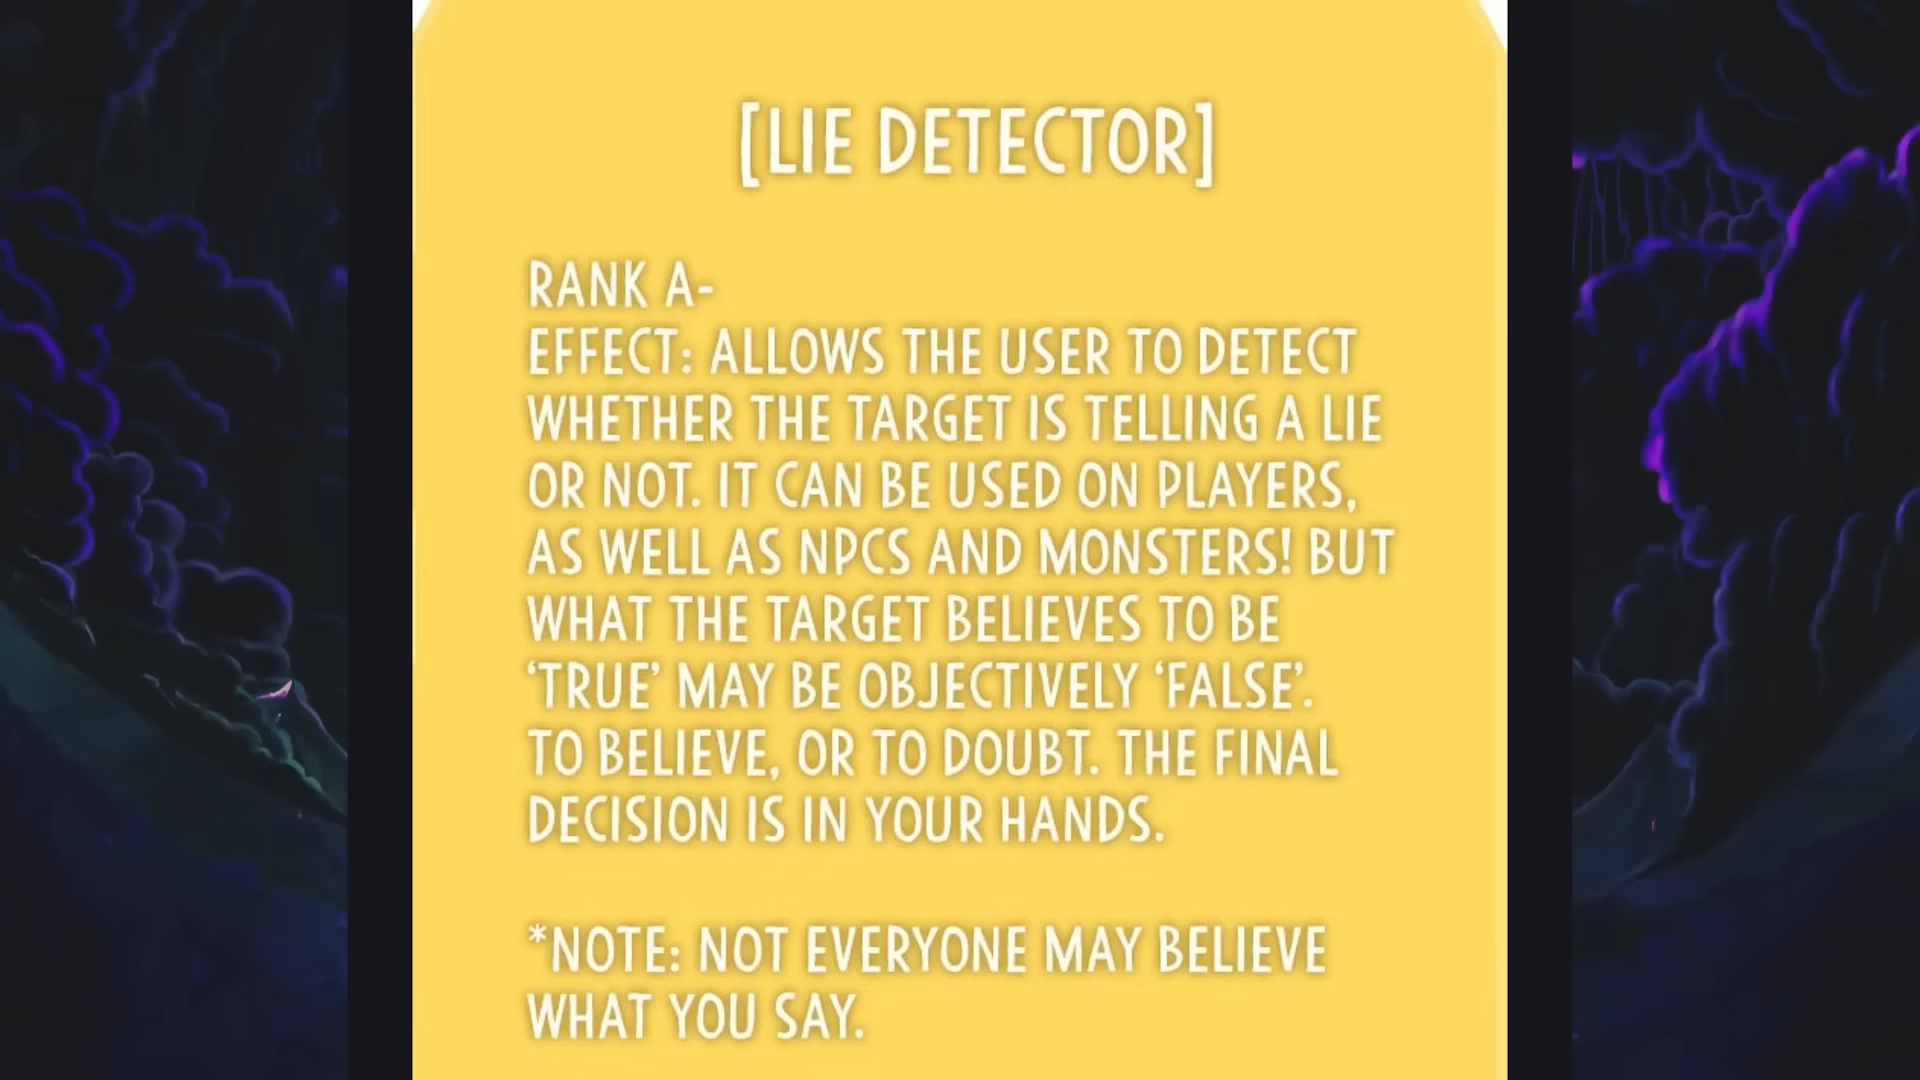 [LIE DETECTOR]
RANK A-
EFFECT: ALLOWS THE USER TO DETECT
WHETHER THE TARGET IS TELLING A LIE
OR NOT. IT CAN BE USED ON PLAYERS,
AS WELL AS NPCS AND MONSTERS! BUT
WHAT THE TARGET BELIEVES TO BE
‘TRUE’ MAY BE OBJECTIVELY ‘FALSE’.
TO BELIEVE, OR TO DOUBT. THE FINAL
DECISION IS IN YOUR HANDS.
*NOTE: NOT EVERYONE MAY BELIEVE
WHAT YOU SAY.